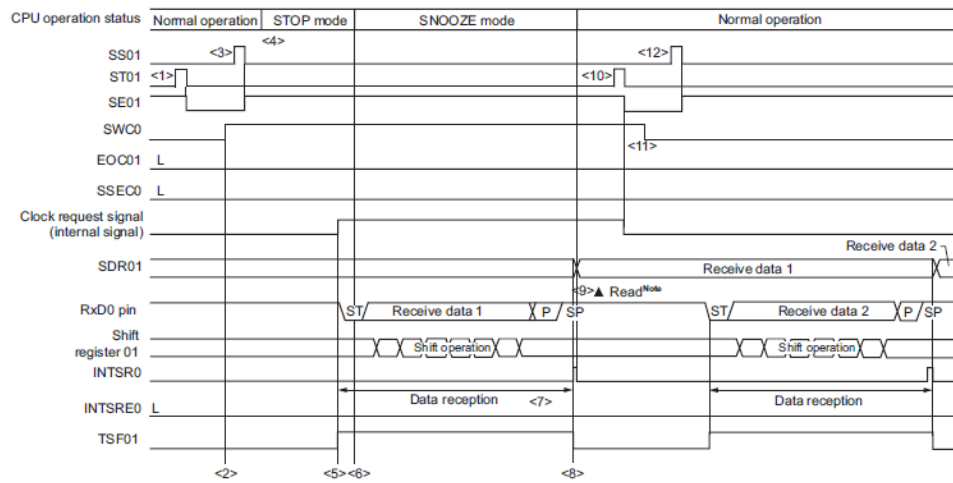 CPU operation status Normal operation STOP mode SNOOZE mode Normal operation
<4>
SS01 <3> <12>
ST01 <1> <10>
SE01
SWC0
<11>
EOC01 L
SSEC0 L
Clock request signal
(internal signal)
Receive data 2
SDR01 Receive data 1
<9>▲ Read Note
RxD0 pin ST Receive data 1 P SP ST Receive data 2 P SP
Shift
register 01 Shift operation Shift operation
INTSR0
Data reception <7> Data reception
INTSRE0 L
TSF01
<2> <5> <6> <8>